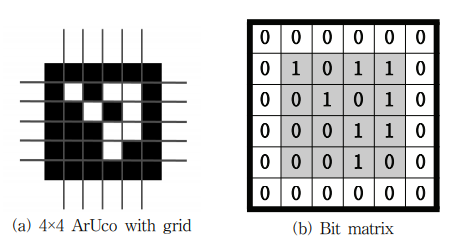 0 0 0 0 0 0
0 1 0 1 1 0
0 0 1 0 1 0
0 0 0 1 1 0
0 0 0 1 0 0
0 0 0 0 0 0
(a) 4×4 ArUco with grid
(b) Bit matrix